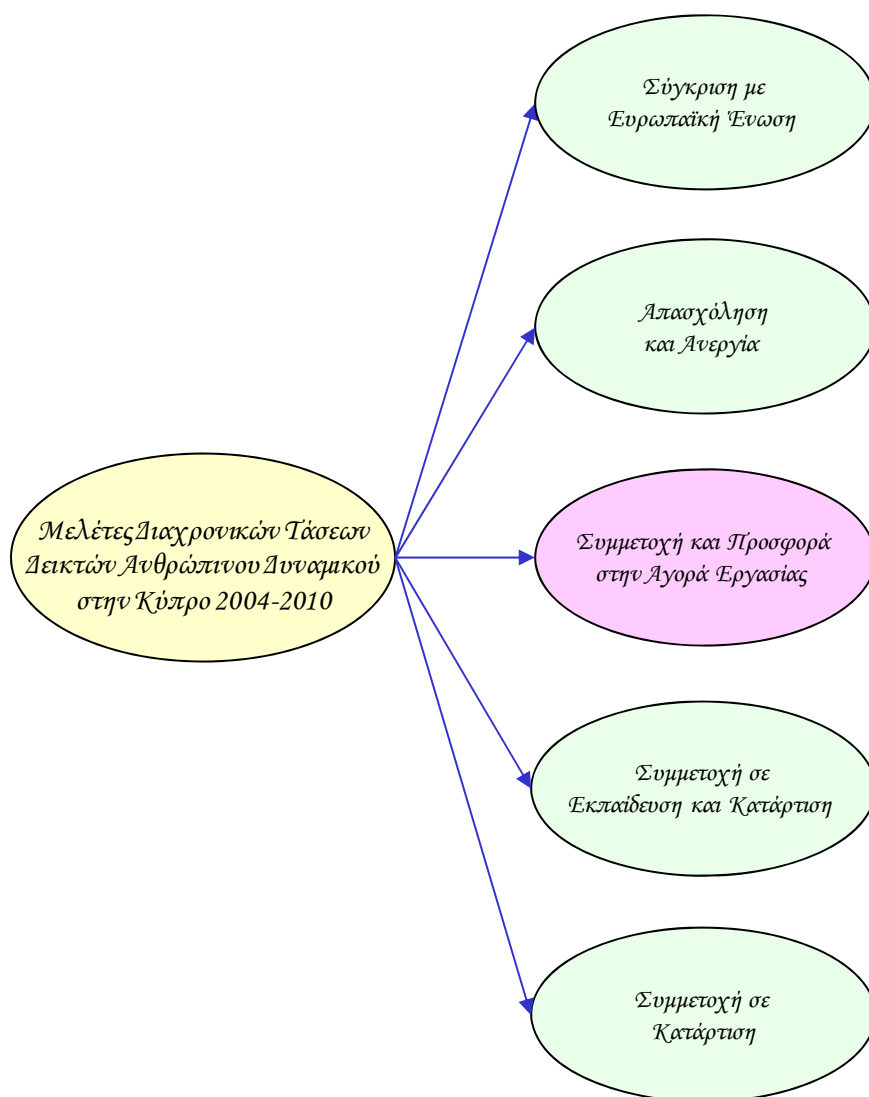 Σύγκριση με
Ευρωπαϊκή Ένωση
Απασχόληση
και Ανεργία
Μελέτες Διαχρονικών Τάσεων
Δεικτών Ανθρώπινου Δυναμικού
στην Κύπρο 2004-2010
Συμμετοχή και Προσφορά
στην Αγορά Εργασίας
Συμμετοχή σε
Εκπαίδευση και Κατάρτιση
Συμμετοχή σε
Κατάρτιση